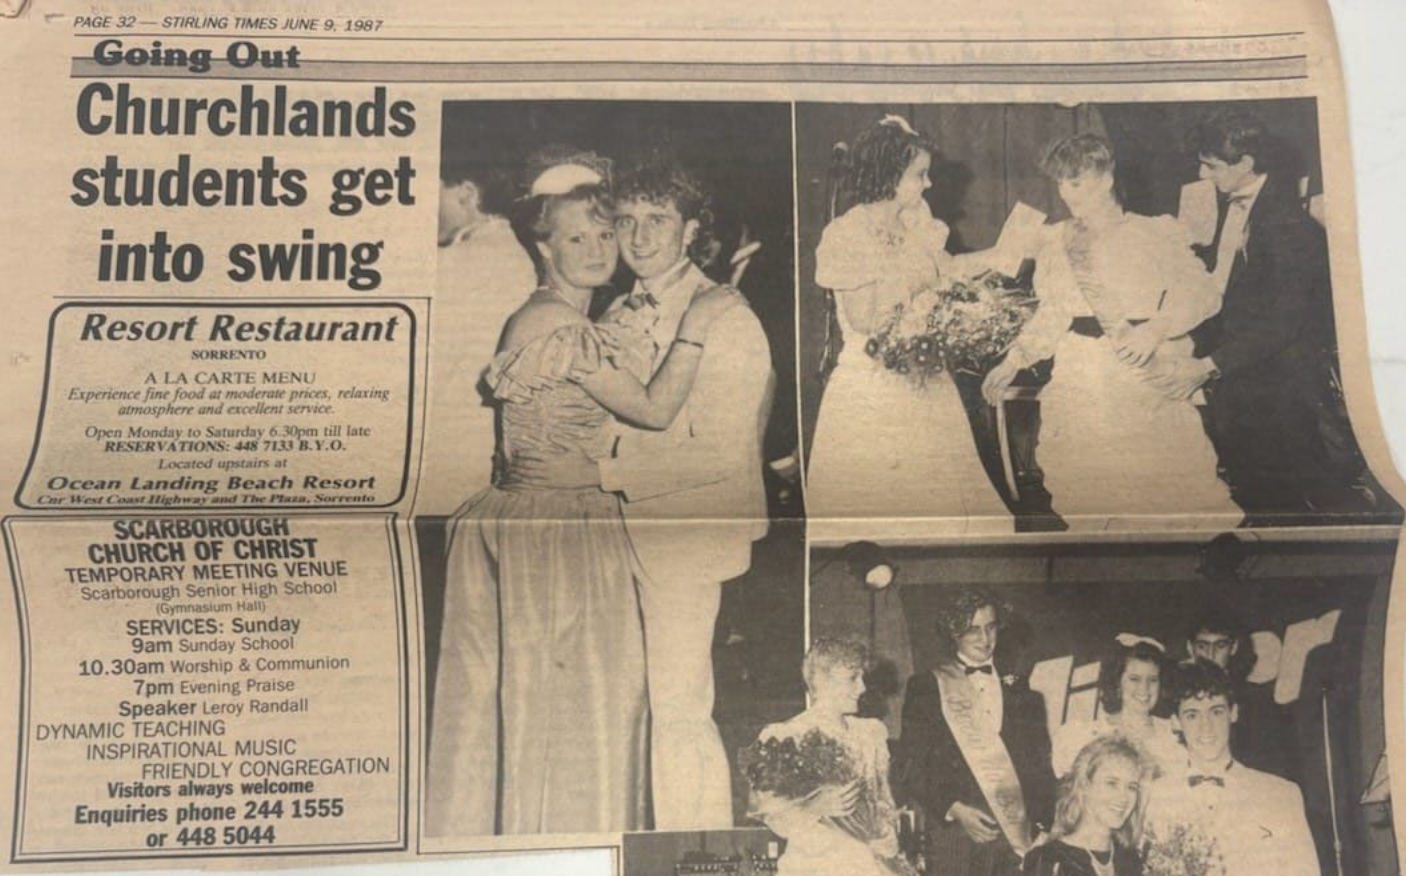 PAGE 32 — STIRLING TIMES JUNE 9, 1987
Going Out
Churchlands
students get
into swing
Resort Restaurant
SORRENTO
A LA CARTE MENU
Experience fine food at moderate prices, relaxing
atmosphere and excellent service.
Open Monday to Saturday 6.30pm till late
RESERVATIONS: 448 7133 B.Y.O.
Located upstairs at
Ocean Landing Beach Resort
Cnr West Coast Highway and The Plaza, Sorrento
SCARBOROUGH
CHURCH OF CHRIST
TEMPORARY MEETING VENUE
Scarborough Senior High School
(Gymnasium Hall)
SERVICES: Sunday
9am Sunday School
10.30am Worship & Communion
7pm Evening Praise
Speaker Leroy Randall
DYNAMIC TEACHING
INSPIRATIONAL MUSIC
FRIENDLY CONGREGATION
Visitors always welcome
Enquiries phone 244 1555
or 448 5044